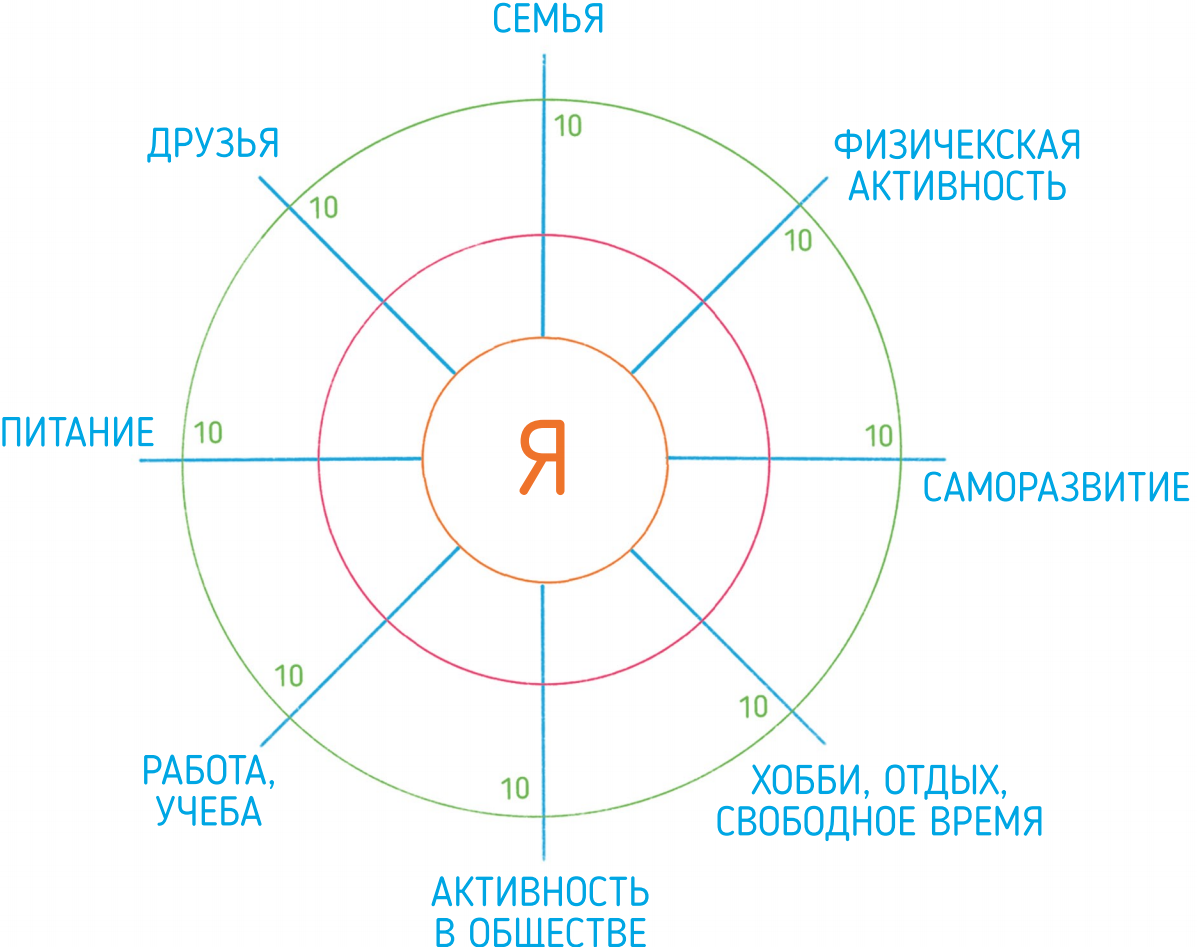 СЕМЬЯ
10
ДРУЗЬЯ
10
ФИЗИЧЕКСКАЯ
АКТИВНОСТЬ
10
ПИТАНИЕ
10
Я
10
САМОРАЗВИТИЕ
10
РАБОТА,
УЧЕБА
10
ХОББИ, ОТДЫХ,
СВОБОДНОЕ ВРЕМЯ
10
АКТИВНОСТЬ
В ОБЩЕСТВЕ